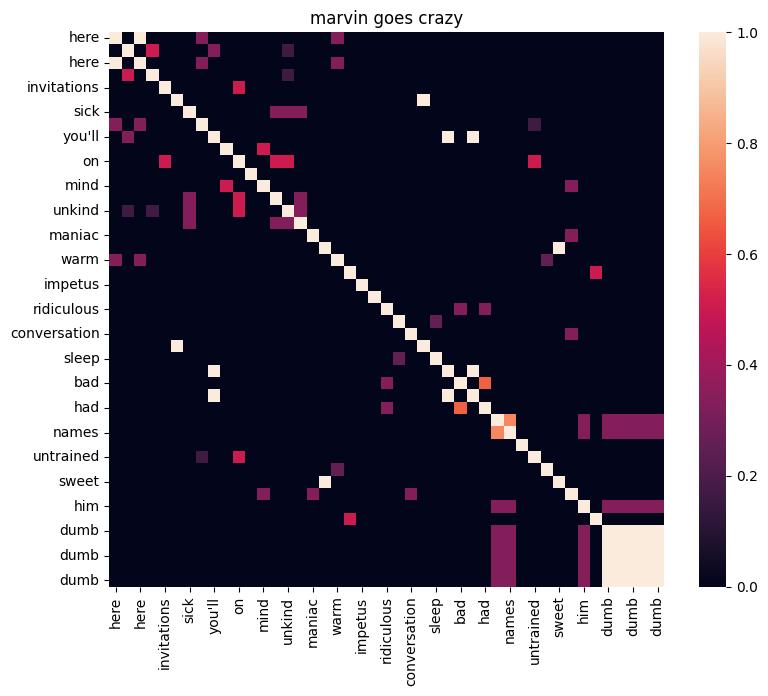 marvin goes crazy
here
here
invitations
sick
you'll
on
mind
unkind
maniac
warm
impetus
ridiculous
conversation
sleep
bad
had
names
untrained
sweet
him
dumb
dumb
dumb
1.0
0.8
0.6
0.4
0.2
0.0
here
here
invitations
sick
you'll
on
mind
unkind
maniac
warm
impetus
ridiculous
conversation
sleep
bad
had
names
untrained
sweet
him
dumb
dumb
dumb